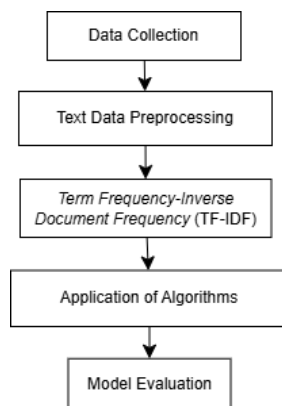 Data Collection
Text Data Preprocessing
Term Frequency-Inverse
Document Frequency (TF-IDF)
Application of Algorithms
Model Evaluation